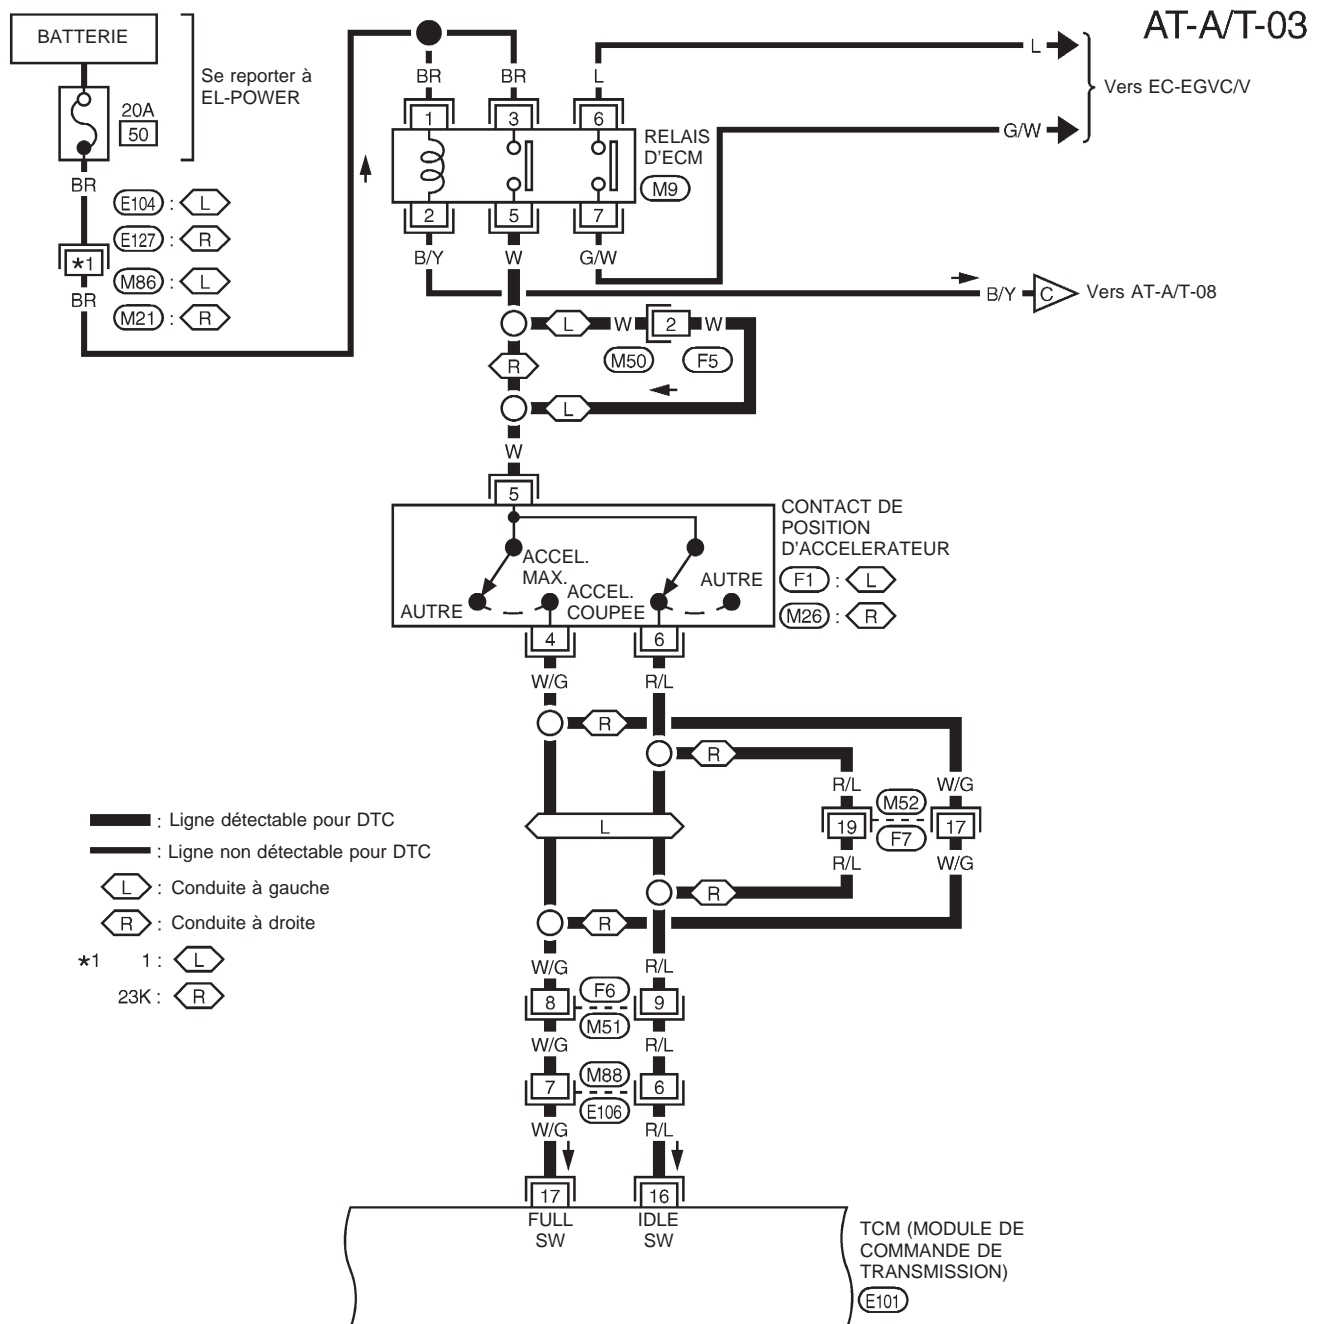 AT-A/T-03
BATTERIE
Se reporter à
EL-POWER
20A
50
BR
E104 : L
E127 : R
*1
M86 : L
BR
M21 : R
BR
BR
L
1
3
6
RELAIS
D'ECM
M9
2
5
7
B/Y
W
G/W
L
Vers EC-EGVC/V
G/W
B/Y
C
Vers AT-A/T-08
L
W
2
W
M50
F5
R
L
W
5
CONTACT DE
POSITION
D'ACCELERATEUR
F1 : L
M26 : R
ACCEL.
MAX.
AUTRE
ACCEL.
COUPEE
AUTRE
4
6
W/G
R/L
R
R
R/L
W/G
L
19
M52
F7
17
R/L
W/G
R
R
: Ligne détectable pour DTC
: Ligne non détectable pour DTC
L : Conduite à gauche
R : Conduite à droite
*1 1 : L
23K : R
W/G
R/L
8
F6
M51
9
W/G
R/L
7
M88
E106
6
W/G
R/L
17
16
FULL
SW
IDLE
SW
TCM (MODULE DE
COMMANDE DE
TRANSMISSION)
E101